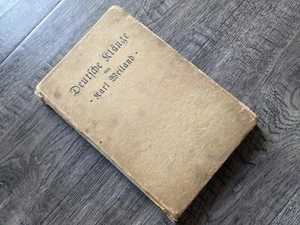 Deutsche Klänge
von
· Karl Weiland ·